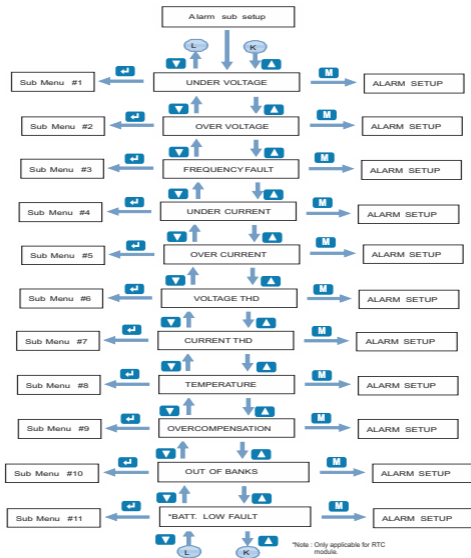 Alarm sub setup
L K
Sub Menu #1 UNDER VOLTAGE M ALARM SETUP
Sub Menu #2 OVER VOLTAGE M ALARM SETUP
Sub Menu #3 FREQUENCY FAULT M ALARM SETUP
Sub Menu #4 UNDER CURRENT M ALARM SETUP
Sub Menu #5 OVER CURRENT M ALARM SETUP
Sub Menu #6 VOLTAGE THD M ALARM SETUP
Sub Menu #7 CURRENT THD M ALARM SETUP
Sub Menu #8 TEMPERATURE M ALARM SETUP
Sub Menu #9 OVERCOMPENSATION M ALARM SETUP
Sub Menu #10 OUT OF BANKS M ALARM SETUP
Sub Menu #11 *BATT. LOW FAULT M ALARM SETUP
L K
*Note : Only applicable for RTC
module.